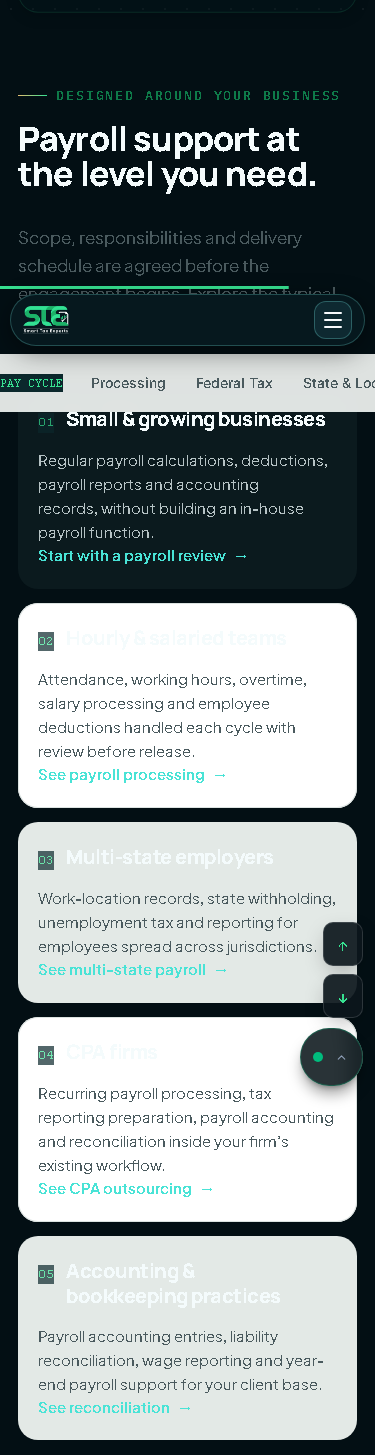 DESIGNED AROUND YOUR BUSINESS
Payroll support at
the level you need.
Scope, responsibilities and delivery
schedule are agreed before the
engagement begins. Explore the typical
STE
Smart Tax Experts
PAY CYCLE Processing Federal Tax State & Loc
01 Small & growing businesses
Regular payroll calculations, deductions,
payroll reports and accounting
records, without building an in-house
payroll function.
Start with a payroll review →
02 Hourly & salaried teams
Attendance, working hours, overtime,
salary processing and employee
deductions handled each cycle with
review before release.
See payroll processing →
03 Multi-state employers
Work-location records, state withholding,
unemployment tax and reporting for
employees spread across jurisdictions.
↑
See multi-state payroll →
↓
04 CPA firms
Recurring payroll processing, tax
reporting preparation, payroll accounting
and reconciliation inside your firm's
existing workflow.
See CPA outsourcing →
05 Accounting &
bookkeeping practices
Payroll accounting entries, liability
reconciliation, wage reporting and year-
end payroll support for your client base.
See reconciliation →